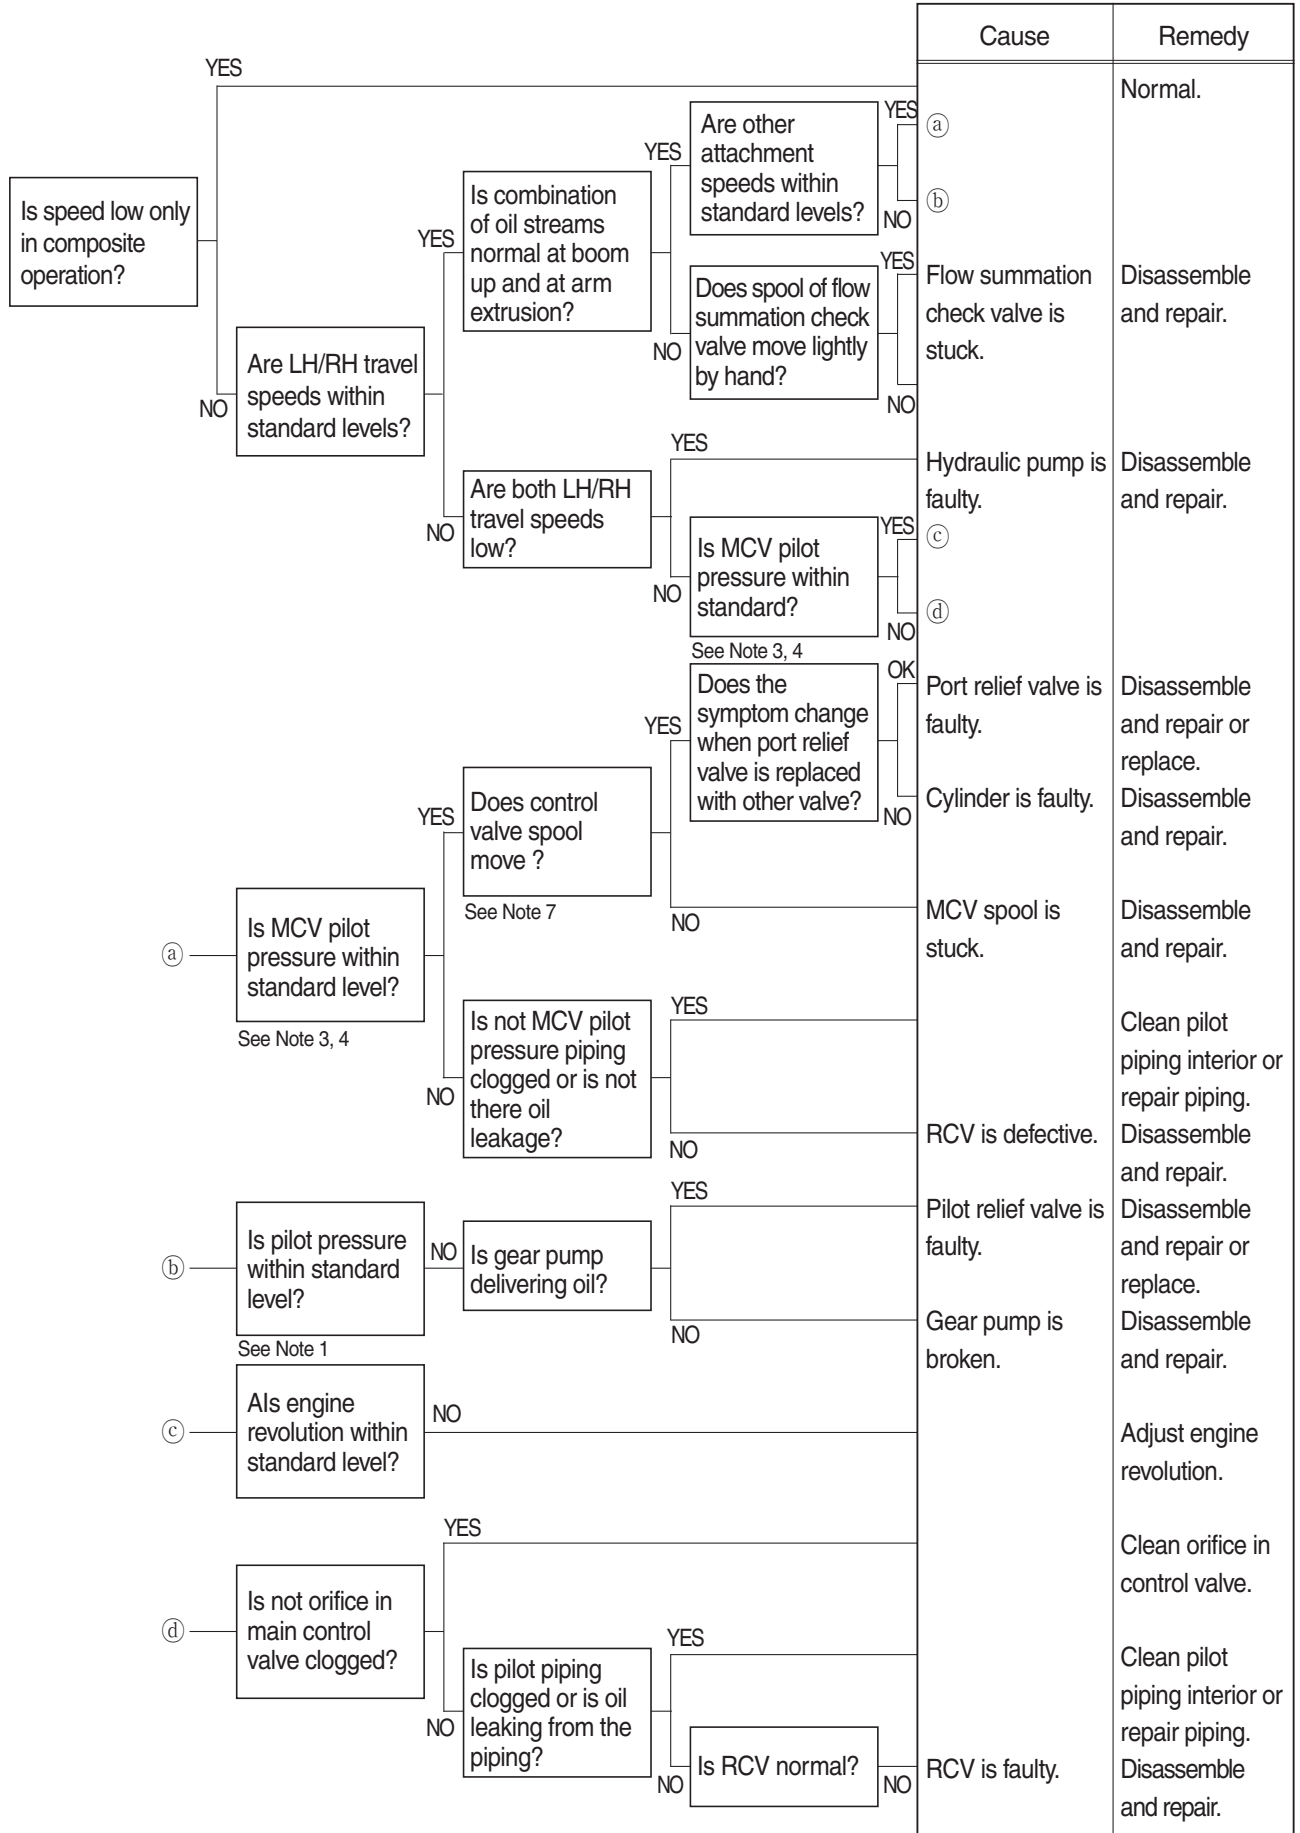 Cause
Remedy
YES
Normal.
Is speed low only
in composite
operation?
NO
Are LH/RH travel
speeds within
standard levels?
YES
Is combination
of oil streams
normal at boom
up and at arm
extrusion?
YES
Are other
attachment
speeds within
standard levels?
YES
ⓐ
NO
ⓑ
NO
Does spool of flow
summation check
valve move lightly
by hand?
YES
NO
Flow summation
check valve is
stuck.
Disassemble
and repair.
NO
Are both LH/RH
travel speeds
low?
YES
Hydraulic pump is
faulty.
Disassemble
and repair.
NO
Is MCV pilot
pressure within
standard?
See Note 3, 4
YES
ⓒ
NO
ⓓ
ⓐ
Is MCV pilot
pressure within
standard level?
See Note 3, 4
YES
Does control
valve spool
move ?
See Note 7
YES
Does the
symptom change
when port relief
valve is replaced
with other valve?
OK
Port relief valve is
faulty.
Disassemble
and repair or
replace.
NO
Cylinder is faulty.
Disassemble
and repair.
NO
MCV spool is
stuck.
Disassemble
and repair.
NO
Is not MCV pilot
pressure piping
clogged or is not
there oil
leakage?
YES
Clean pilot
piping interior or
repair piping.
NO
RCV is defective.
Disassemble
and repair.
ⓑ
Is pilot pressure
within standard
level?
See Note 1
NO
Is gear pump
delivering oil?
YES
Pilot relief valve is
faulty.
Disassemble
and repair or
replace.
NO
Gear pump is
broken.
Disassemble
and repair.
ⓒ
AIs engine
revolution within
standard level?
NO
Adjust engine
revolution.
ⓓ
Is not orifice in
main control
valve clogged?
YES
Clean orifice in
control valve.
NO
Is pilot piping
clogged or is oil
leaking from the
piping?
YES
Clean pilot
piping interior or
repair piping.
NO
Is RCV normal?
NO
RCV is faulty.
Disassemble
and repair.